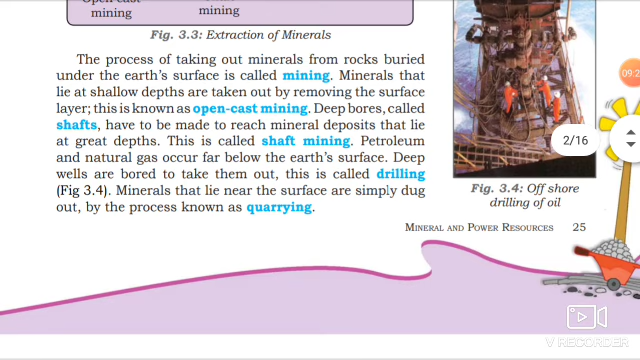 Open-cast
mining
mining
Fig. 3.3: Extraction of Minerals
The process of taking out minerals from rocks buried
under the earth's surface is called mining. Minerals that
lie at shallow depths are taken out by removing the surface
layer; this is known as open-cast mining. Deep bores, called
shafts, have to be made to reach mineral deposits that lie
at great depths. This is called shaft mining. Petroleum
and natural gas occur far below the earth's surface. Deep
wells are bored to take them out, this is called drilling
(Fig 3.4). Minerals that lie near the surface are simply dug
out, by the process known as quarrying.
09:2
2/16
Fig. 3.4: Off shore
drilling of oil
MINERAL AND POWER RESOURCES 25
V RECORDER